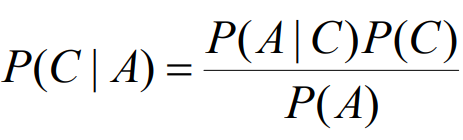 P(C | A) = P(A | C)P(C) / P(A)